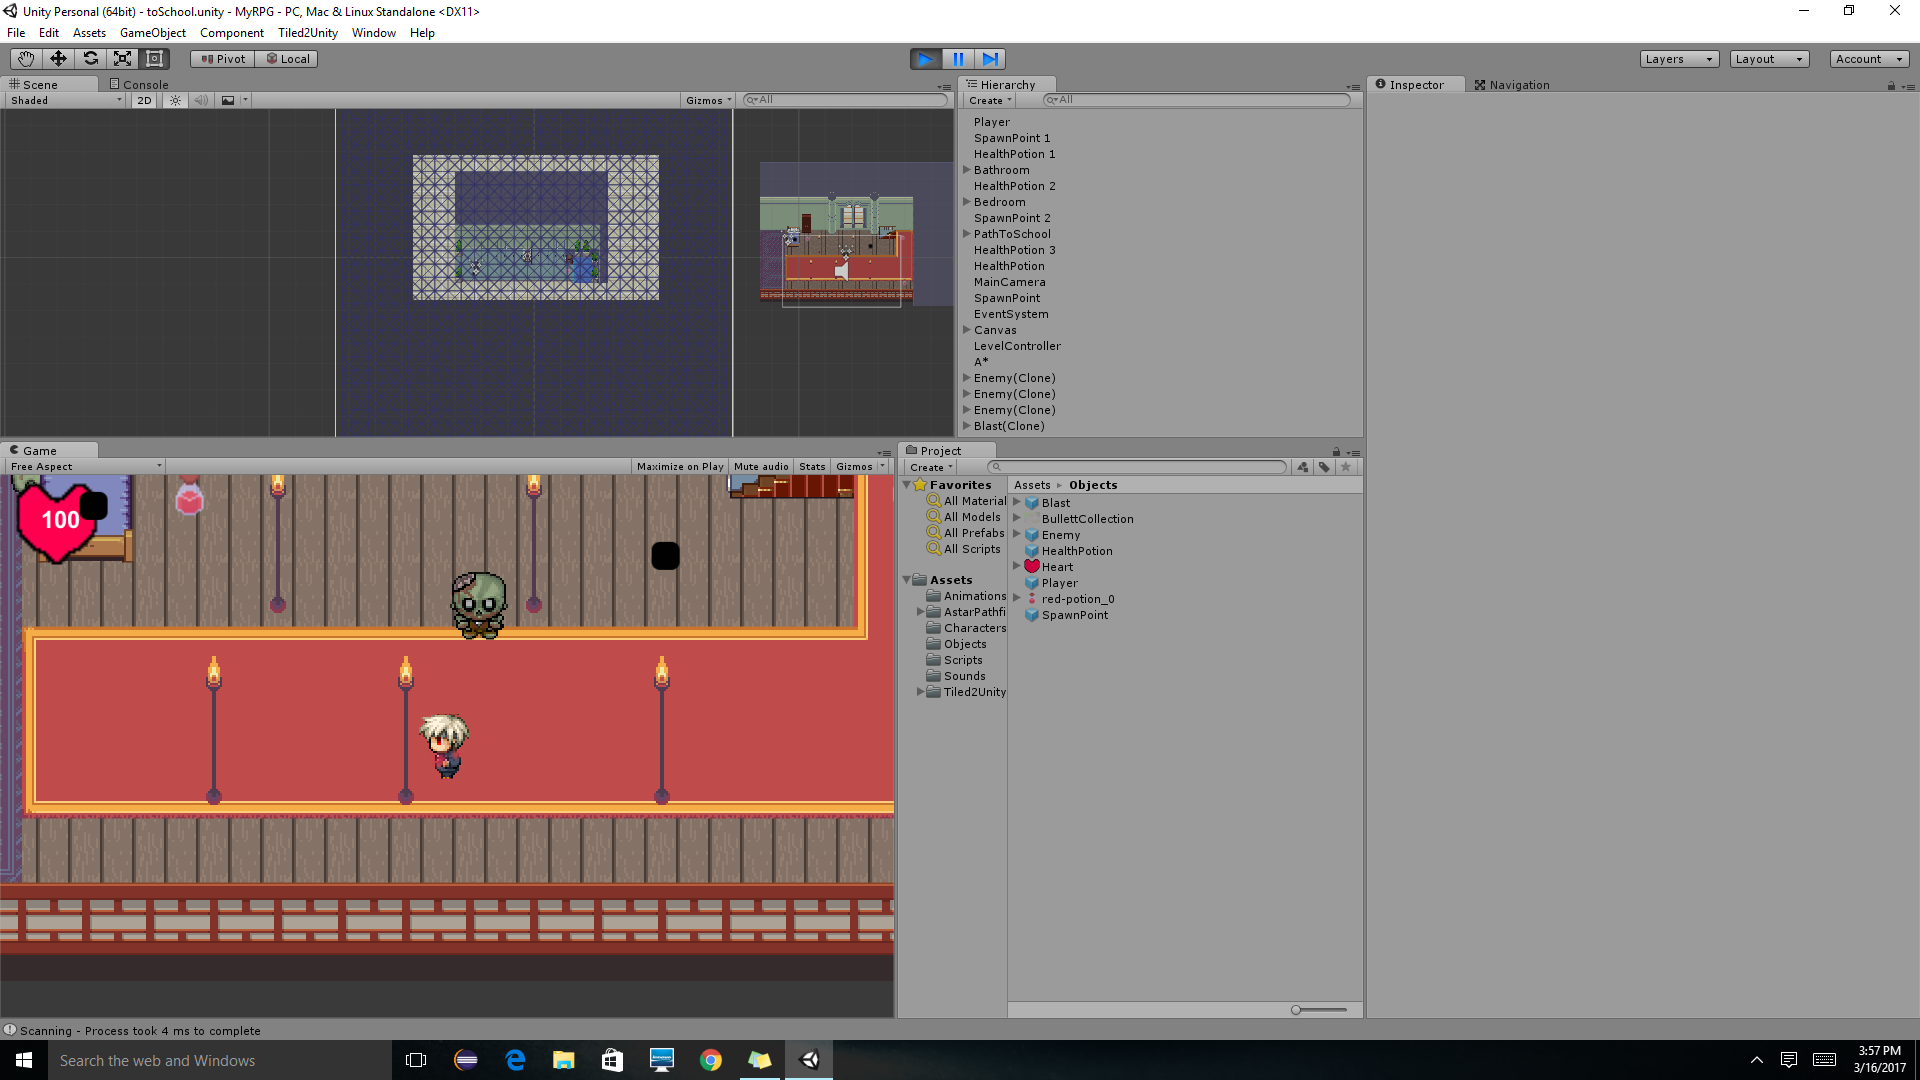 Unity Personal (64bit) - toSchool.unity - MyRPG - PC, Mac & Linux Standalone <DX11>
File Edit Assets GameObject Component Tiled2Unity Window Help
Pivot Local Layers Layout Account
Scene Console
Shaded 2D Gizmos All
Hierarchy
Create All
Player
SpawnPoint 1
HealthPotion 1
Bathroom
HealthPotion 2
Bedroom
SpawnPoint 2
PathToSchool
HealthPotion 3
HealthPotion
MainCamera
SpawnPoint
EventSystem
Canvas
LevelController
A*
Enemy(Clone)
Enemy(Clone)
Enemy(Clone)
Blast(Clone)
Inspector Navigation
Game
Free Aspect Maximize on Play Mute audio Stats Gizmos
100
Project
Create
Favorites
All Material
All Models
All Prefabs
All Scripts
Assets
Animations
AstarPathfi
Characters
Objects
Scripts
Sounds
Tiled2Unity
Assets Objects
Blast
BullettCollection
Enemy
HealthPotion
Heart
Player
red-potion_0
SpawnPoint
Scanning - Process took 4 ms to complete
Search the web and Windows
3:57 PM
3/16/2017